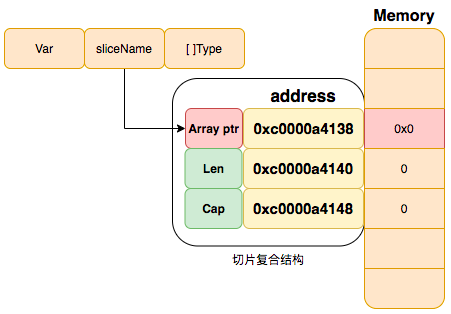 Memory
Var sliceName [ ]Type
address
Array ptr 0xc0000a4138 0x0
Len 0xc0000a4140 0
Cap 0xc0000a4148 0
切片复合结构